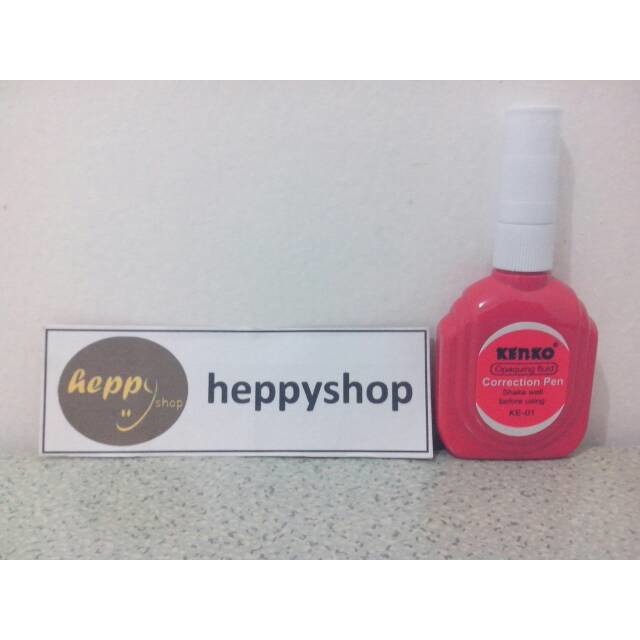 heppy
shop
heppyshop
KENKO
Opaquing fluid
Correction Pen
Shake well
before using
KE-01